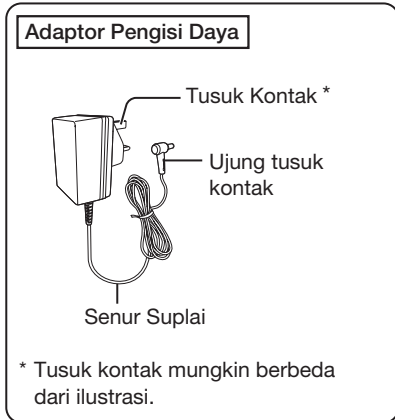 Adaptor Pengisi Daya
Tusuk Kontak *
Ujung tusuk
kontak
Senur Suplai
* Tusuk kontak mungkin berbeda
dari ilustrasi.